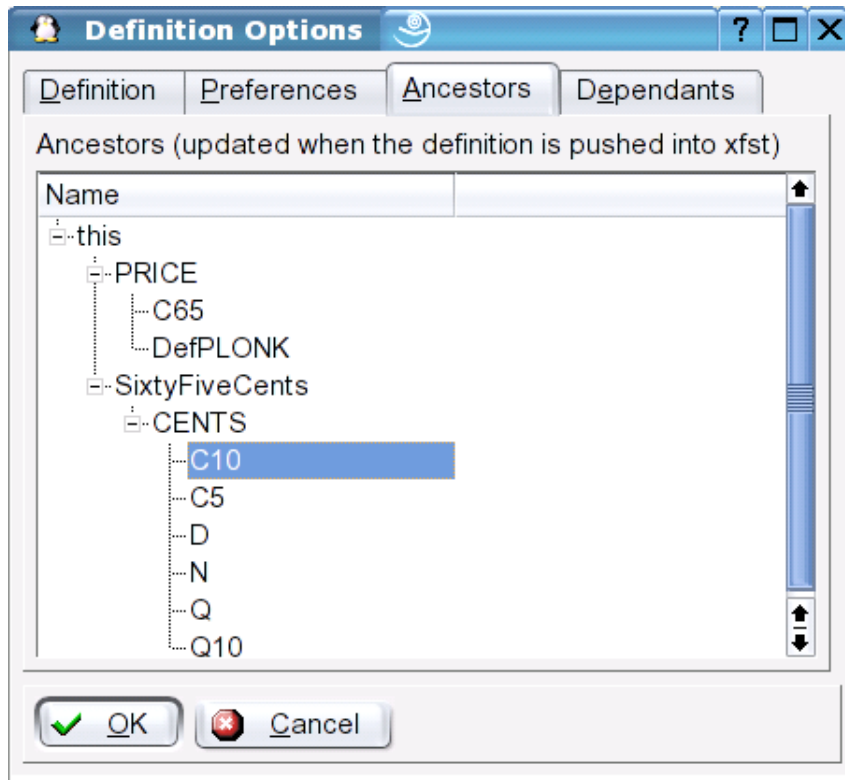 Definition Options ?
Definition Preferences Ancestors Dependants
Ancestors (updated when the definition is pushed into xfst)
Name
this
PRICE
C65
DefPLONK
SixtyFiveCents
CENTS
C10
C5
D
N
Q
Q10
OK Cancel